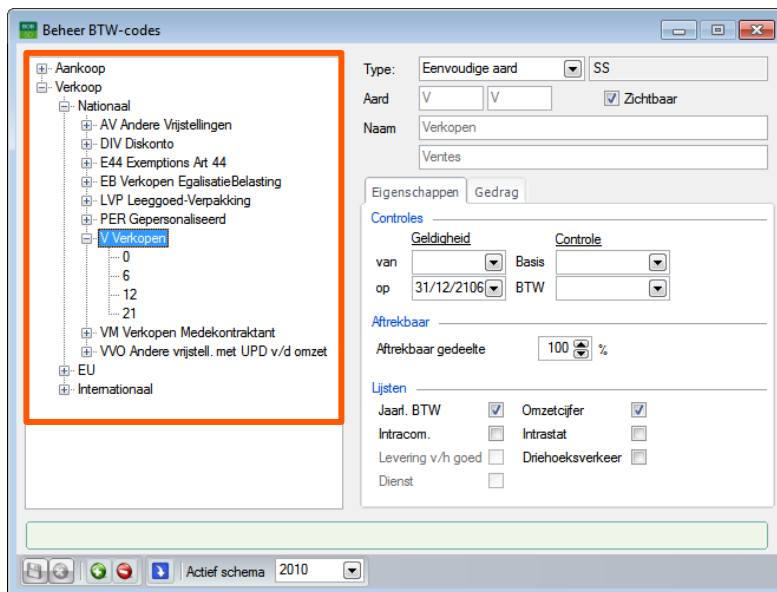 Beheer BTW-codes
Aankoop
Verkoop
Nationaal
AV Andere Vrijstellingen
DIV Diskonto
E44 Exemptions Art 44
EB Verkopen EgalisatieBelasting
LVP Leeggoed-Verpakking
PER Gepersonaliseerd
V Verkopen
0
6
12
21
VM Verkopen Medekontraktant
VVO Andere vrijstell. met UPD v/d omzet
EU
Internationaal
Type: Eenvoudige aard SS
Aard V V Zichtbaar
Naam Verkopen
Ventes
Eigenschappen Gedrag
Controles
Geldigheid Controle
van Basis
op 31/12/2106 BTW
Aftrekbaar
Aftrekbaar gedeelte 100 %
Lijsten
Jaarl. BTW Omzetcijfer
Intracom. Intrastat
Levering v/h goed Driehoeksverkeer
Dienst
Actief schema 2010